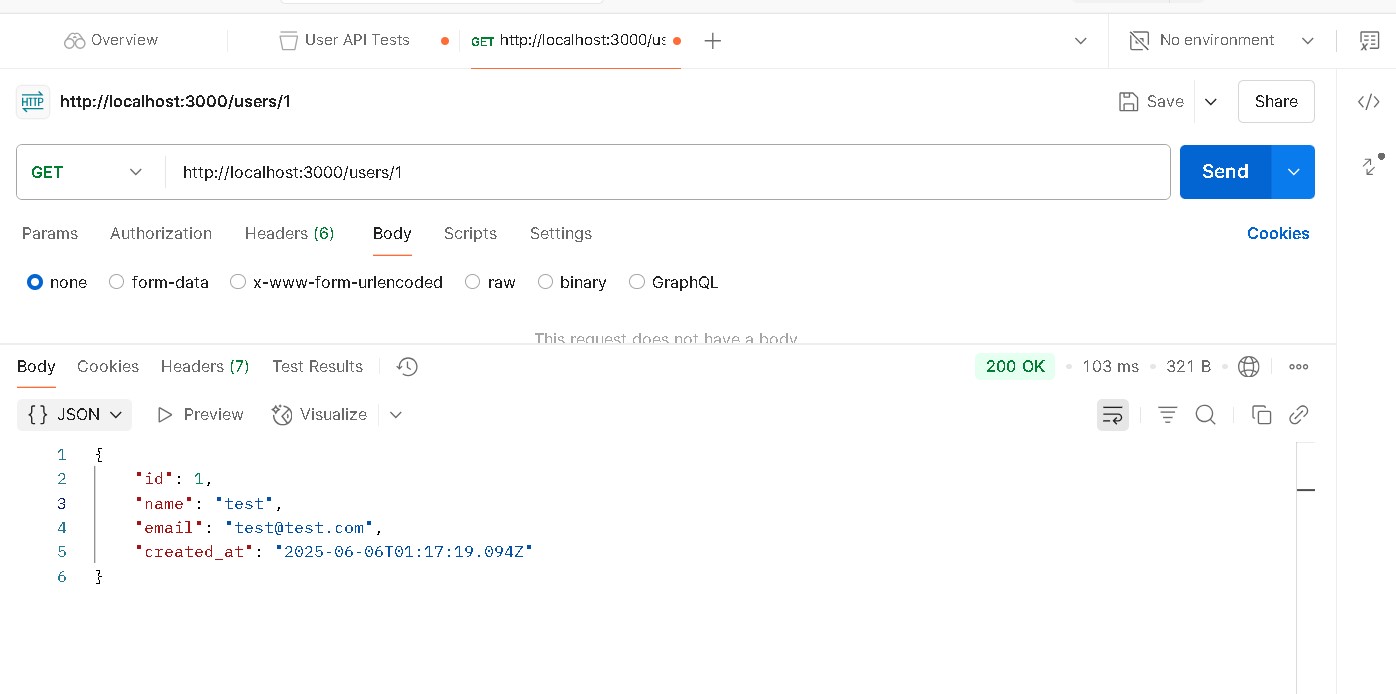 Overview User API Tests GET http://localhost:3000/us No environment
HTTP http://localhost:3000/users/1 Save Share
GET http://localhost:3000/users/1 Send
Params Authorization Headers (6) Body Scripts Settings Cookies
none form-data x-www-form-urlencoded raw binary GraphQL
This request does not have a body
Body Cookies Headers (7) Test Results 200 OK 103 ms 321 B
{} JSON Preview Visualize
1 {
2 "id": 1,
3 "name": "test",
4 "email": "test@test.com",
5 "created_at": "2025-06-06T01:17:19.094Z"
6 }